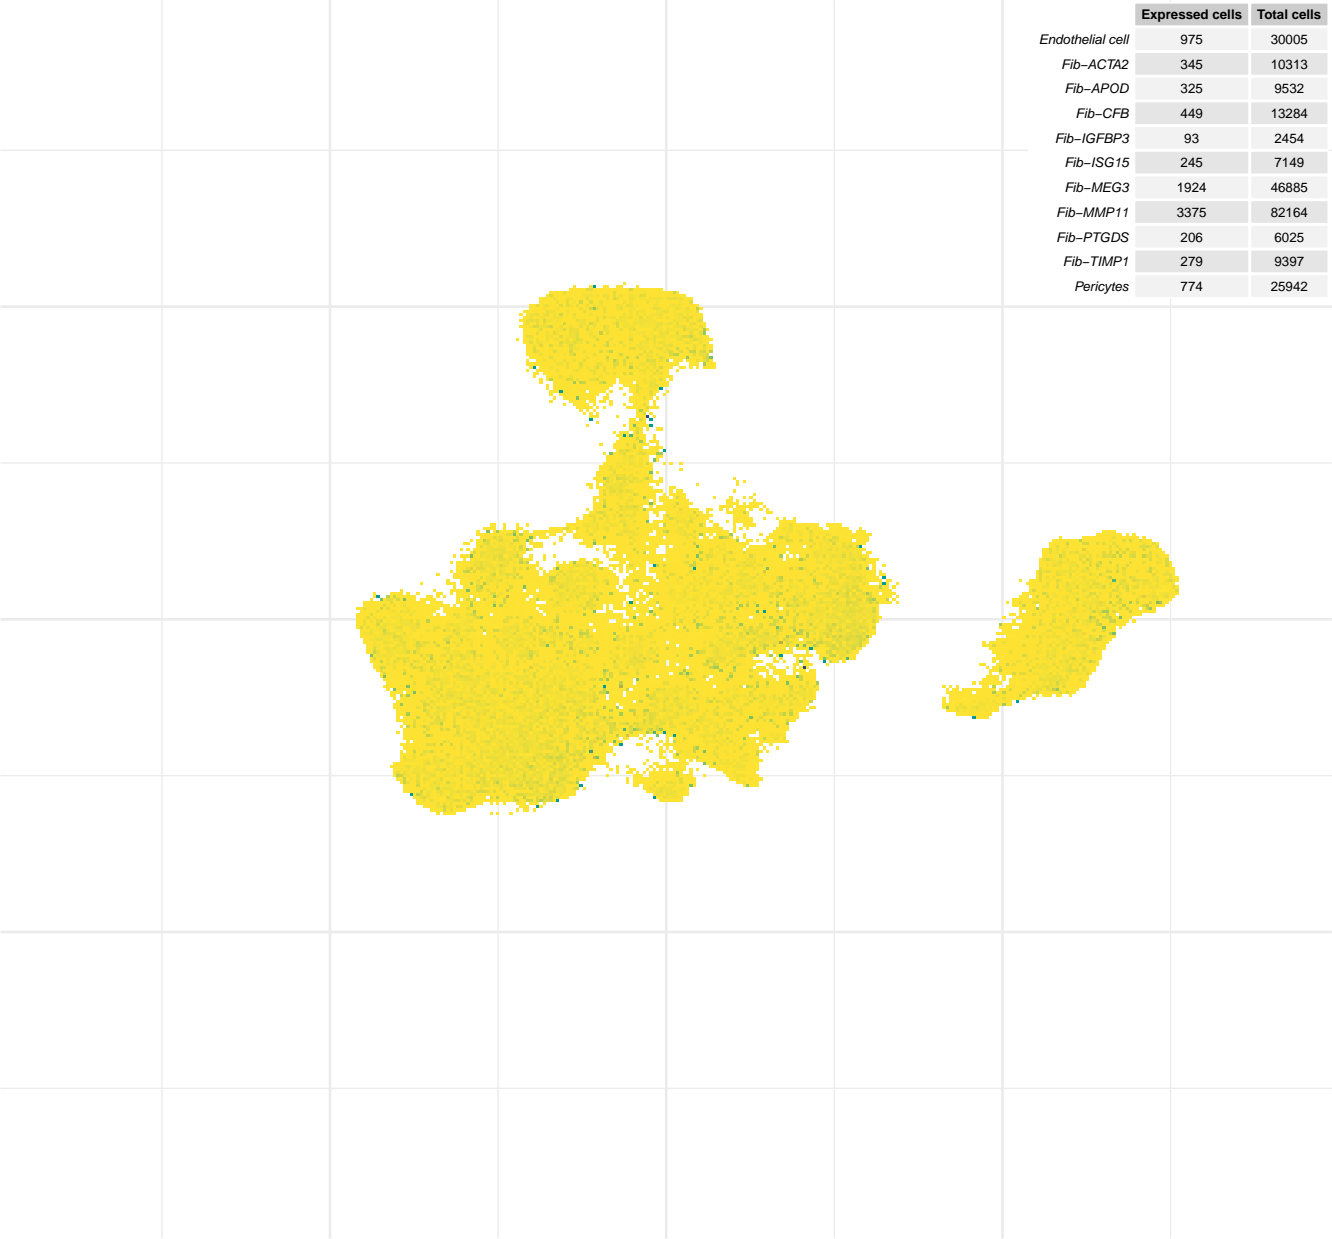 Expressed cells Total cells
Endothelial cell 975 30005
Fib−ACTA2 345 10313
Fib−APOD 325 9532
Fib−CFB 449 13284
Fib−IGFBP3 93 2454
Fib−ISG15 245 7149
Fib−MEG3 1924 46885
Fib−MMP11 3375 82164
Fib−PTGDS 206 6025
Fib−TIMP1 279 9397
Pericytes 774 25942